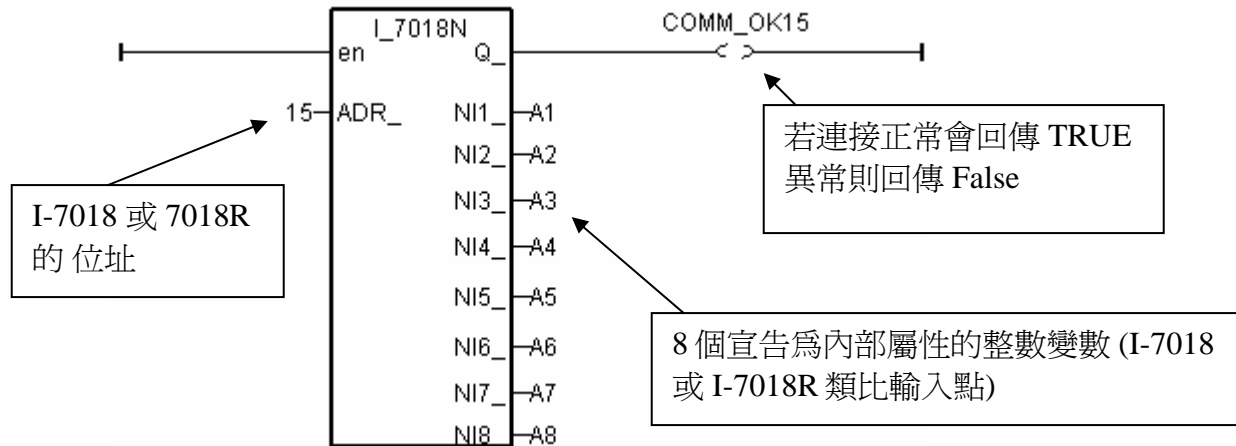 I_7018N
COMM_OK15
en Q_
15 ADR_ NI1_ A1
NI2_ A2
NI3_ A3
NI4_ A4
NI5_ A5
NI6_ A6
NI7_ A7
NI8_ A8
若連接正常會回傳 TRUE
異常則回傳 False
I-7018 或 7018R
的 位址
8 個宣告爲內部屬性的整數變數 (I-7018
或 I-7018R 類比輸入點)